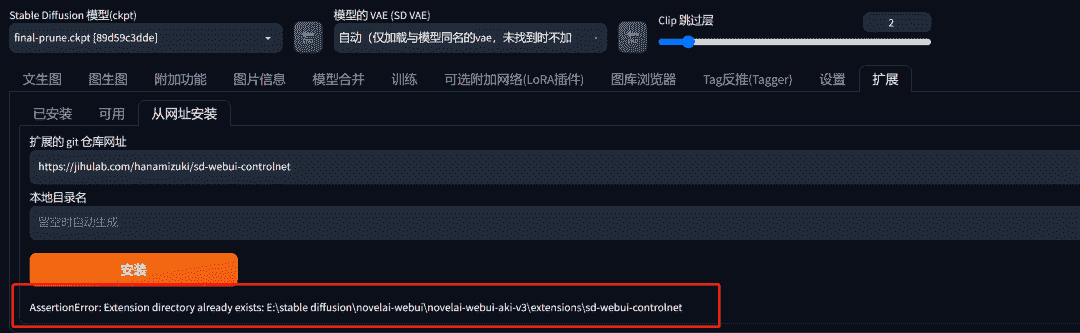 Stable Diffusion 模型(ckpt)
模型的 VAE (SD VAE)
Clip 跳过层
2
final-prune.ckpt [89d59c3dde]
自动（仅加载与模型同名的vae，未找到时不加
文生图 图生图 附加功能 图片信息 模型合并 训练 可选附加网络(LoRA插件) 图库浏览器 Tag反推(Tagger) 设置 扩展
已安装 可用 从网址安装
扩展的 git 仓库网址
https://jihulab.com/hanamizuki/sd-webui-controlnet
本地目录名
留空时自动生成
安装
AssertionError: Extension directory already exists: E:\stable diffusion\novelai-webui\novelai-webui-aki-v3\extensions\sd-webui-controlnet